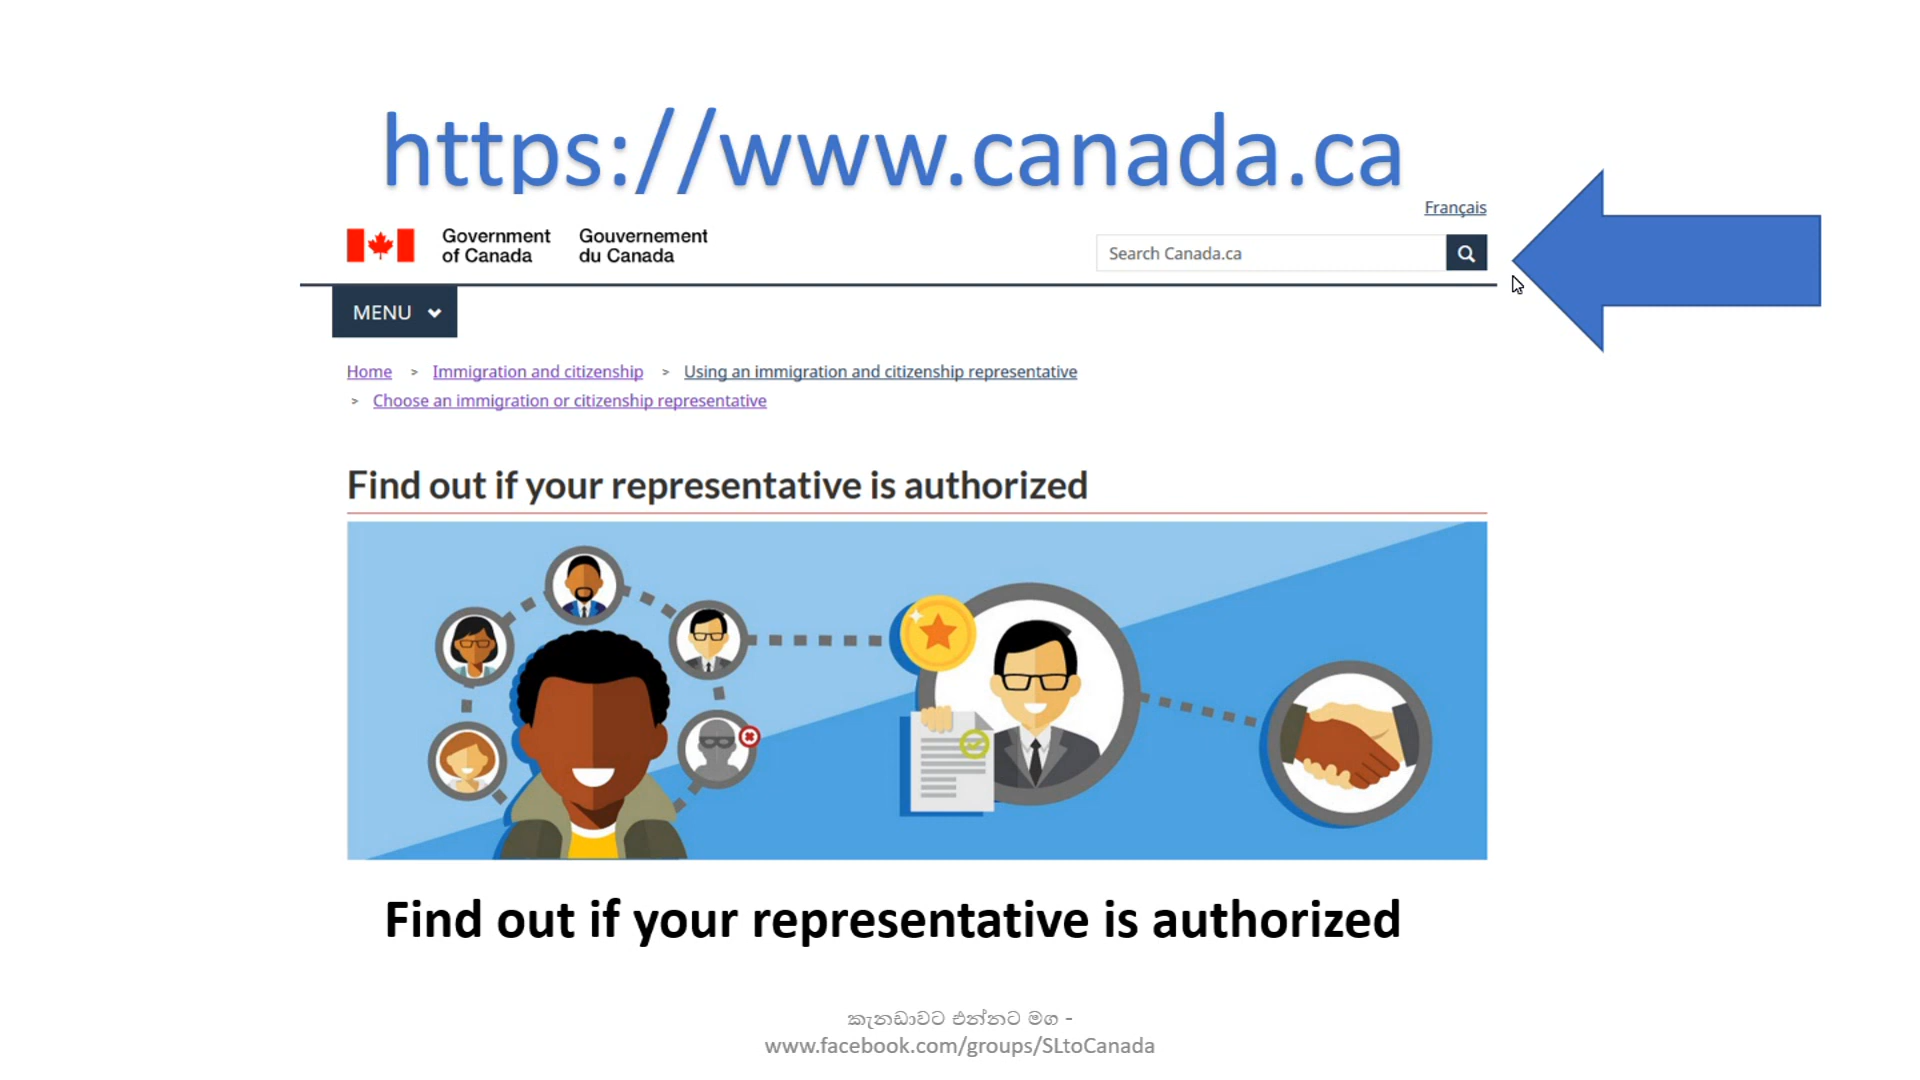 https://www.canada.ca
Français
Government of Canada
Gouvernement du Canada
Search Canada.ca
MENU
Home > Immigration and citizenship > Using an immigration and citizenship representative
> Choose an immigration or citizenship representative
Find out if your representative is authorized
Find out if your representative is authorized
කැනඩාවට එන්නට මග -
www.facebook.com/groups/SLtoCanada